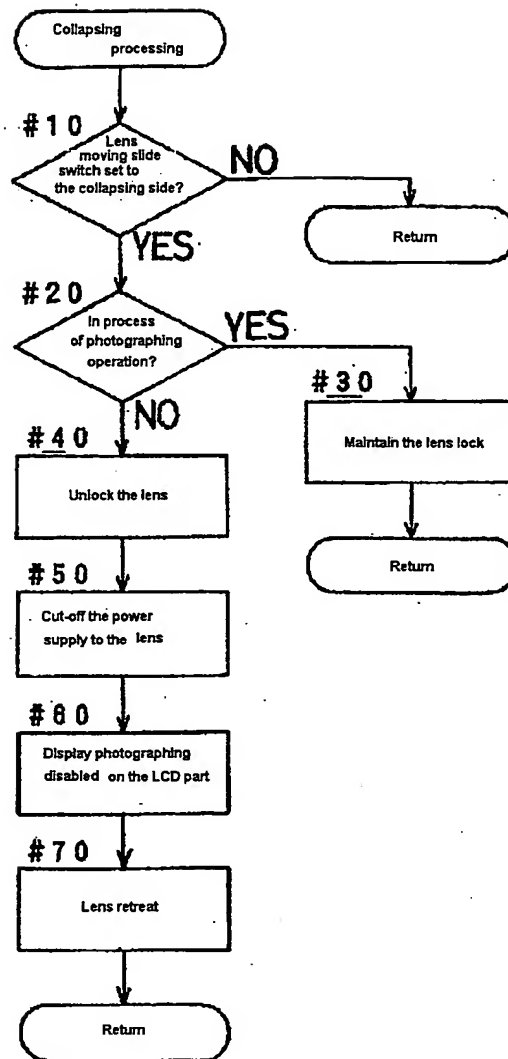 Collapsing
processing
#10
Lens
moving slide
switch set to
the collapsing side?
NO
Return
YES
#20
In process
of photographing
operation?
YES
#30
Maintain the lens lock
Return
NO
#40
Unlock the lens
#50
Cut-off the power
supply to the lens
#60
Display photographing
disabled on the LCD part
#70
Lens retreat
Return